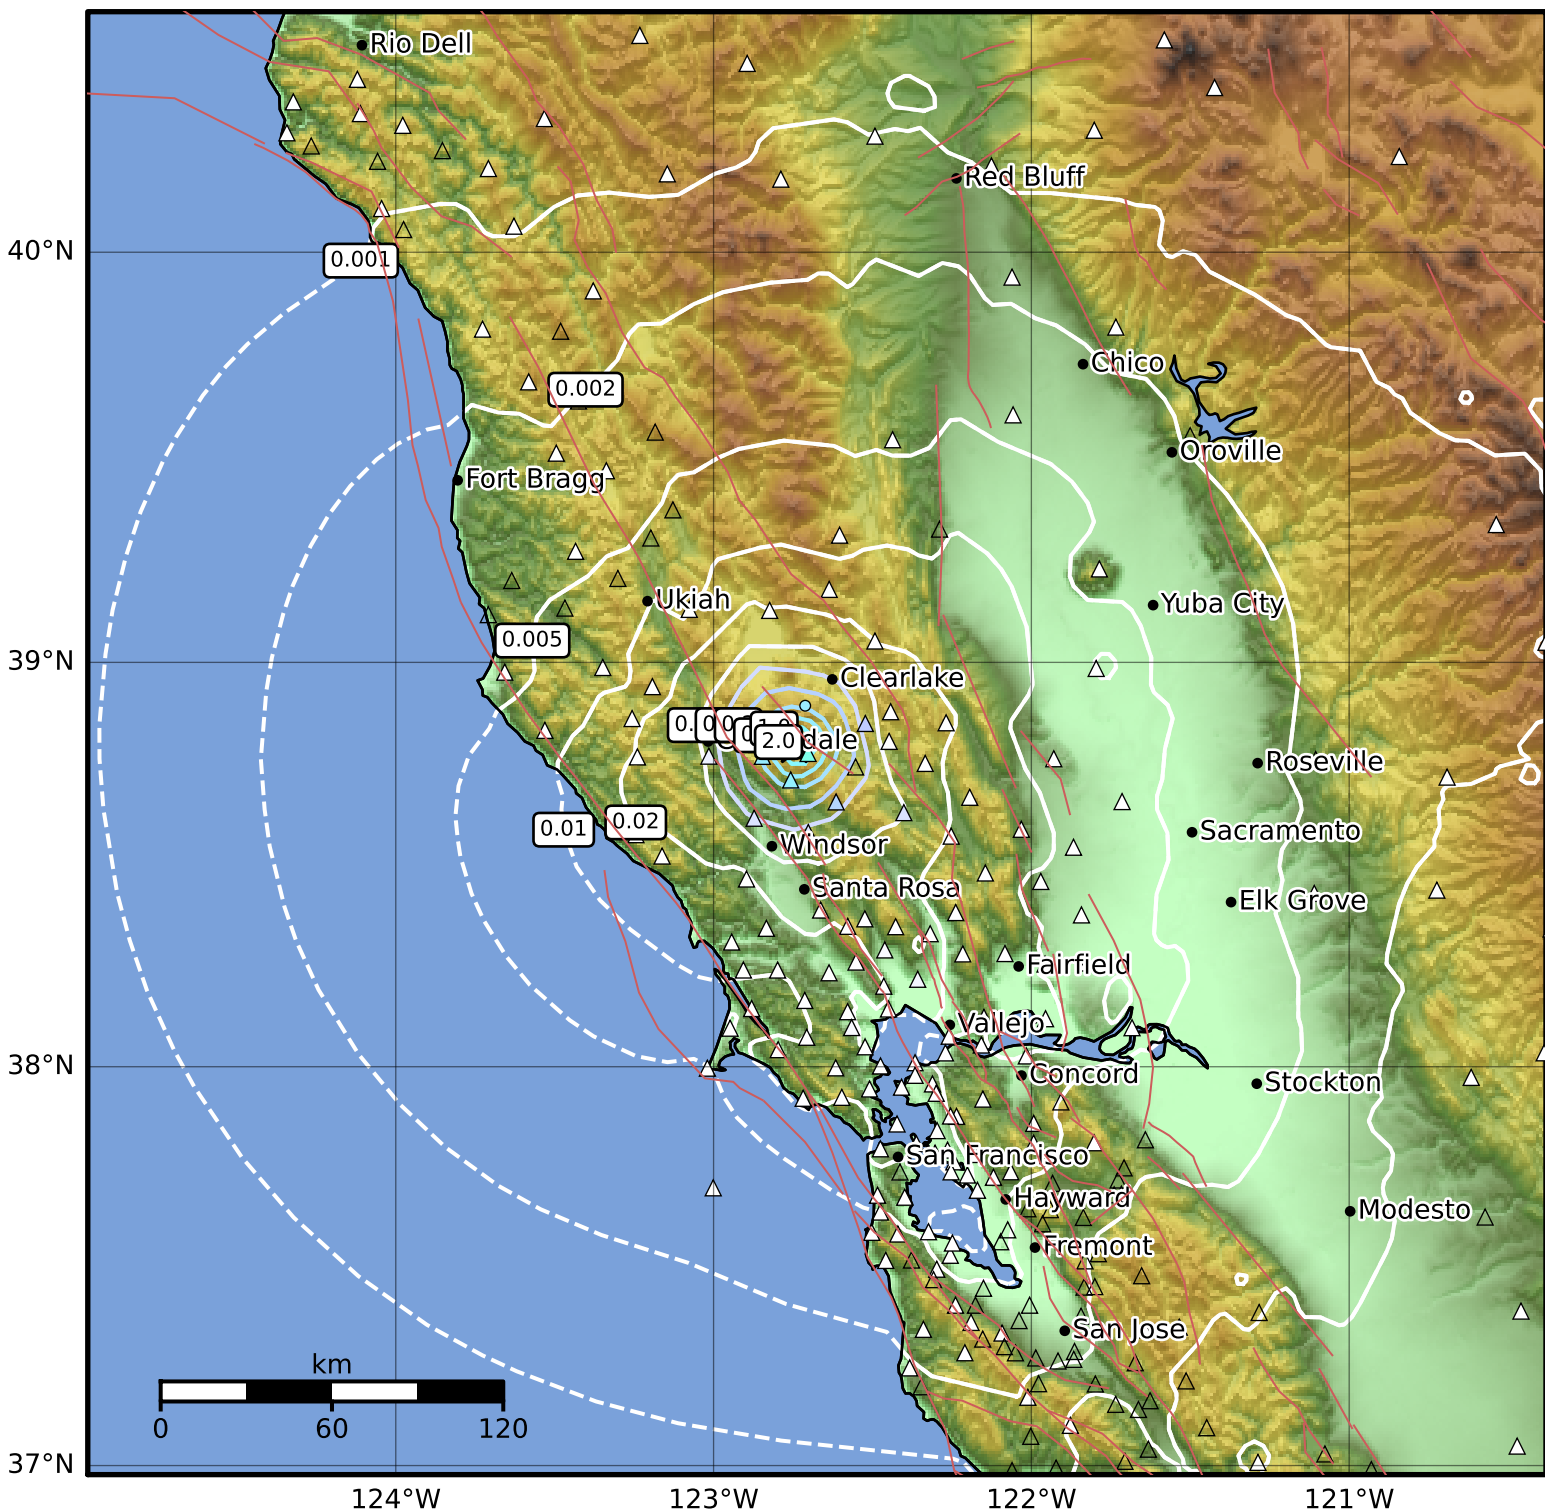 Rio Dell
Red Bluff
40°N
0.001
Chico
0.002
Oroville
Fort Bragg
Ukiah
Yuba City
0.005
39°N
Clearlake
2.0
dale
Roseville
0.01
0.02
Sacramento
Windsor
Santa Rosa
Elk Grove
Fairfield
Vallejo
38°N
Concord
Stockton
San Francisco
Hayward
Modesto
Fremont
San Jose
km
0
60
120
37°N
124°W
123°W
122°W
121°W